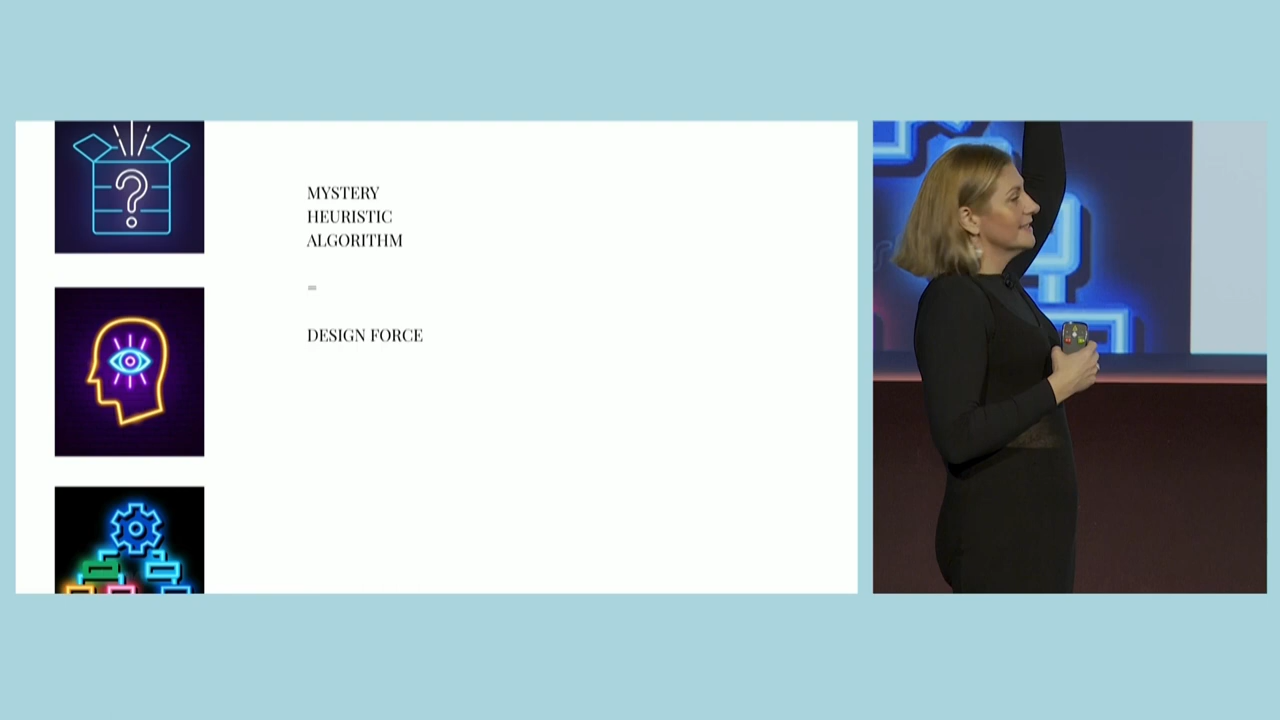 ?
MYSTERY
HEURISTIC
ALGORITHM
=
DESIGN FORCE